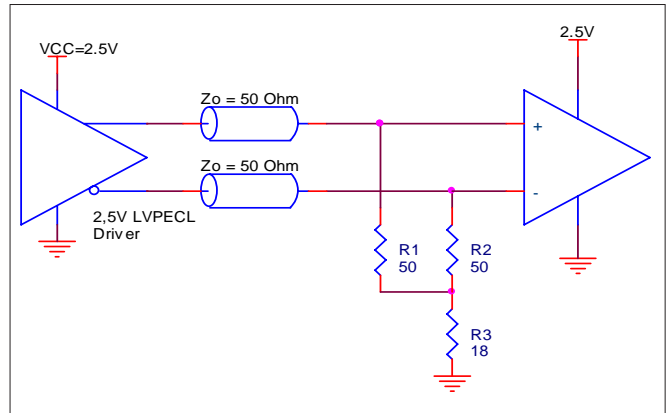 VCC=2.5V
2.5V
Zo = 50 Ohm
+
Zo = 50 Ohm
-
2,5V LVPECL
Driver
R1
50
R2
50
R3
18